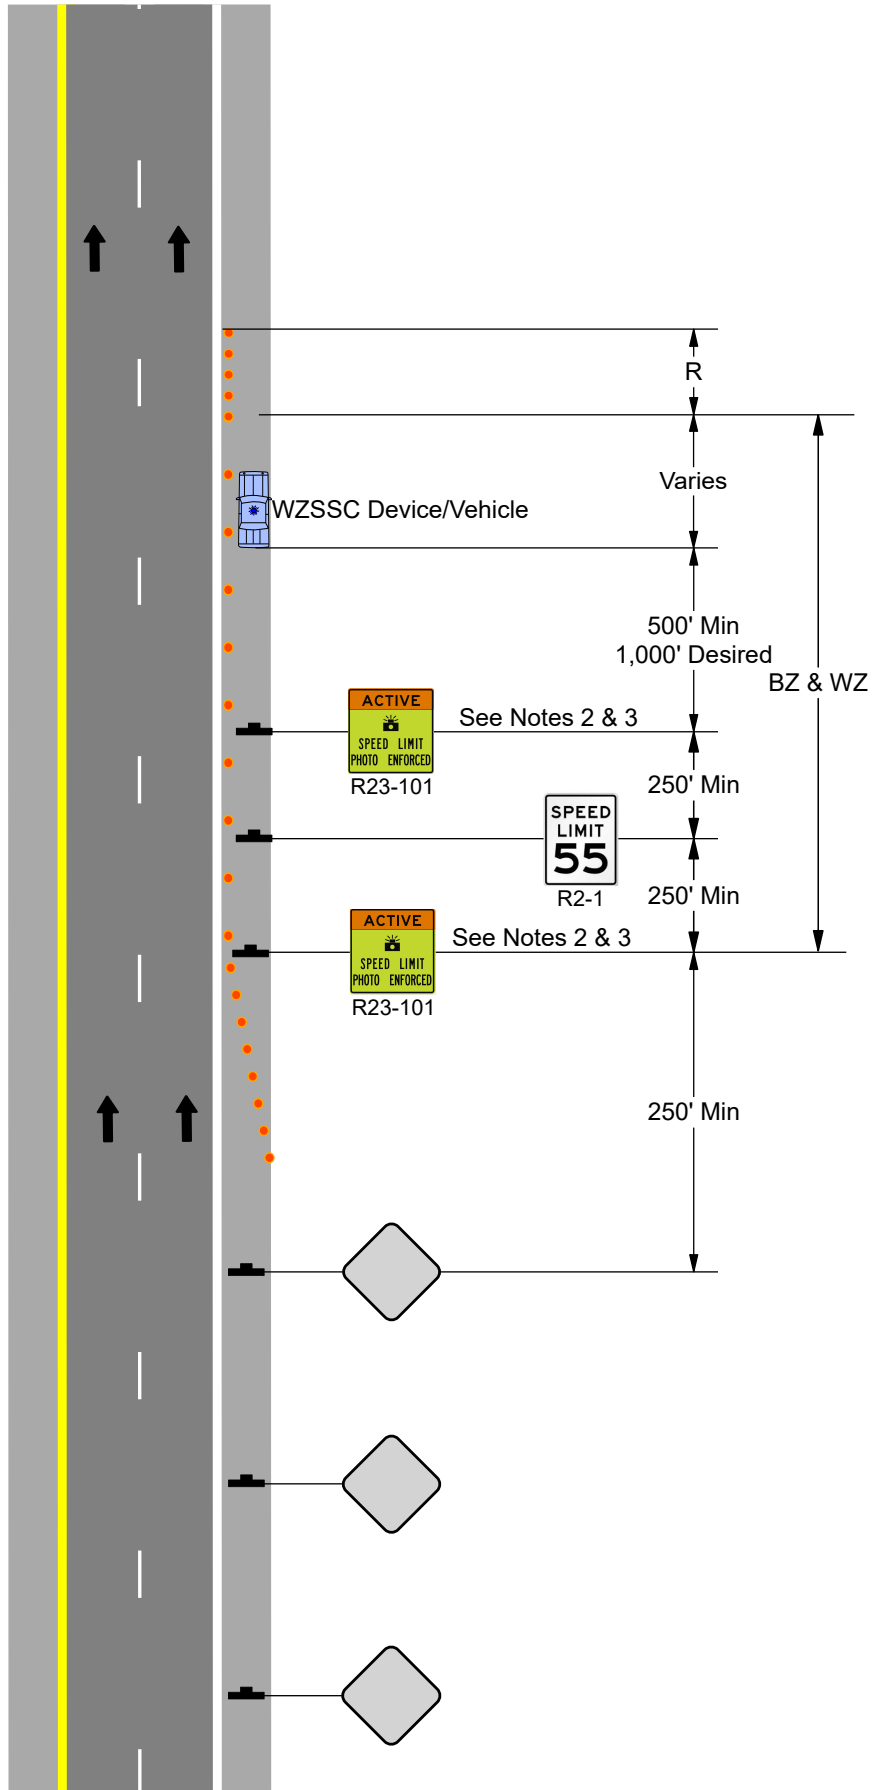 R
Varies
WZSSC Device/Vehicle
500' Min
1,000' Desired
BZ & WZ
ACTIVE
SPEED LIMIT
PHOTO ENFORCED
R23-101
See Notes 2 & 3
250' Min
SPEED
LIMIT
55
R2-1
250' Min
ACTIVE
SPEED LIMIT
PHOTO ENFORCED
R23-101
See Notes 2 & 3
250' Min